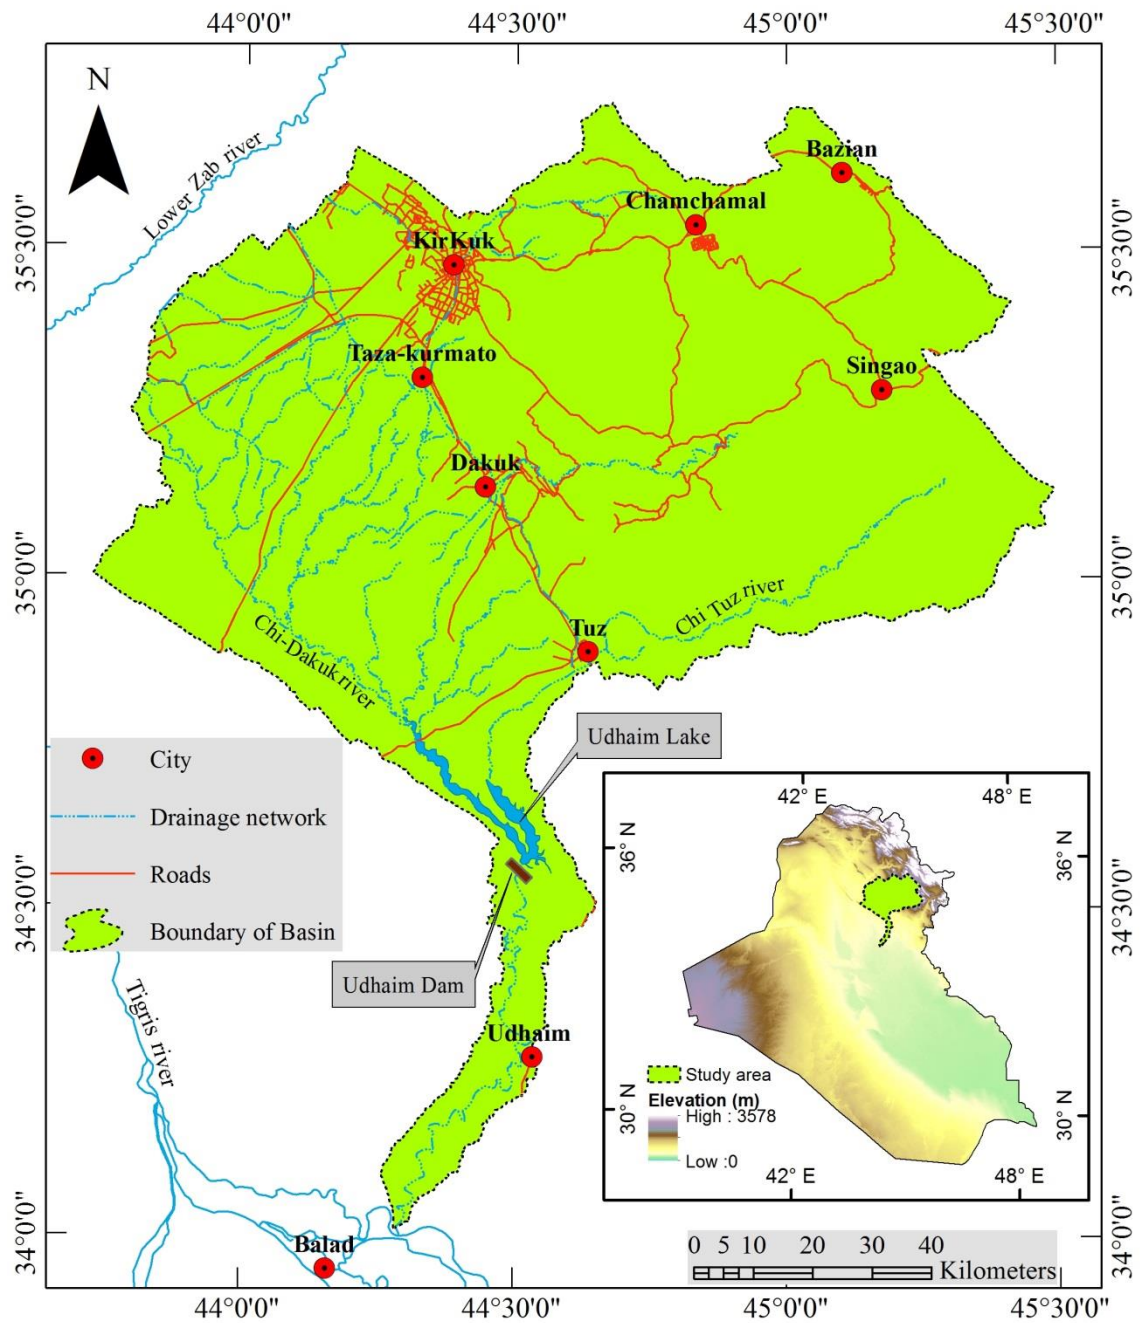 44°0'0" 44°30'0" 45°0'0" 45°30'0"
N
Lower Zab river
Bazian
Chamchamal
KirKuk
35°30'0" 35°30'0"
Taza-kurmato
Singao
Dakuk
35°0'0" 35°0'0"
Chi Tuz river
Tuz
Chi-Dakuk river
Udhaim Lake
City
Drainage network
Roads
Boundary of Basin
34°30'0" 34°30'0"
Udhaim Dam
Tigris river
Udhaim
42° E 48° E
36° N 36° N
Study area
Elevation (m)
High : 3578
Low :0
30° N 30° N
42° E 48° E
34°0'0" 34°0'0"
Balad
0 5 10 20 30 40
Kilometers
44°0'0" 44°30'0" 45°0'0" 45°30'0"